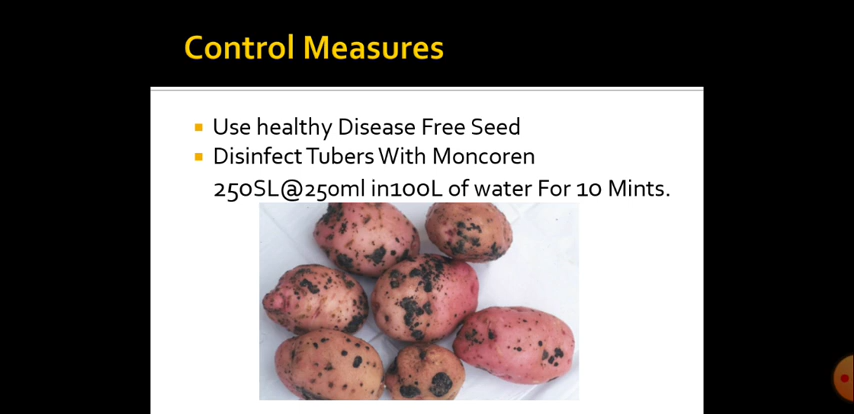 Control Measures
Use healthy Disease Free Seed
Disinfect Tubers With Moncoren
250SL@250ml in100L of water For 10 Mints.